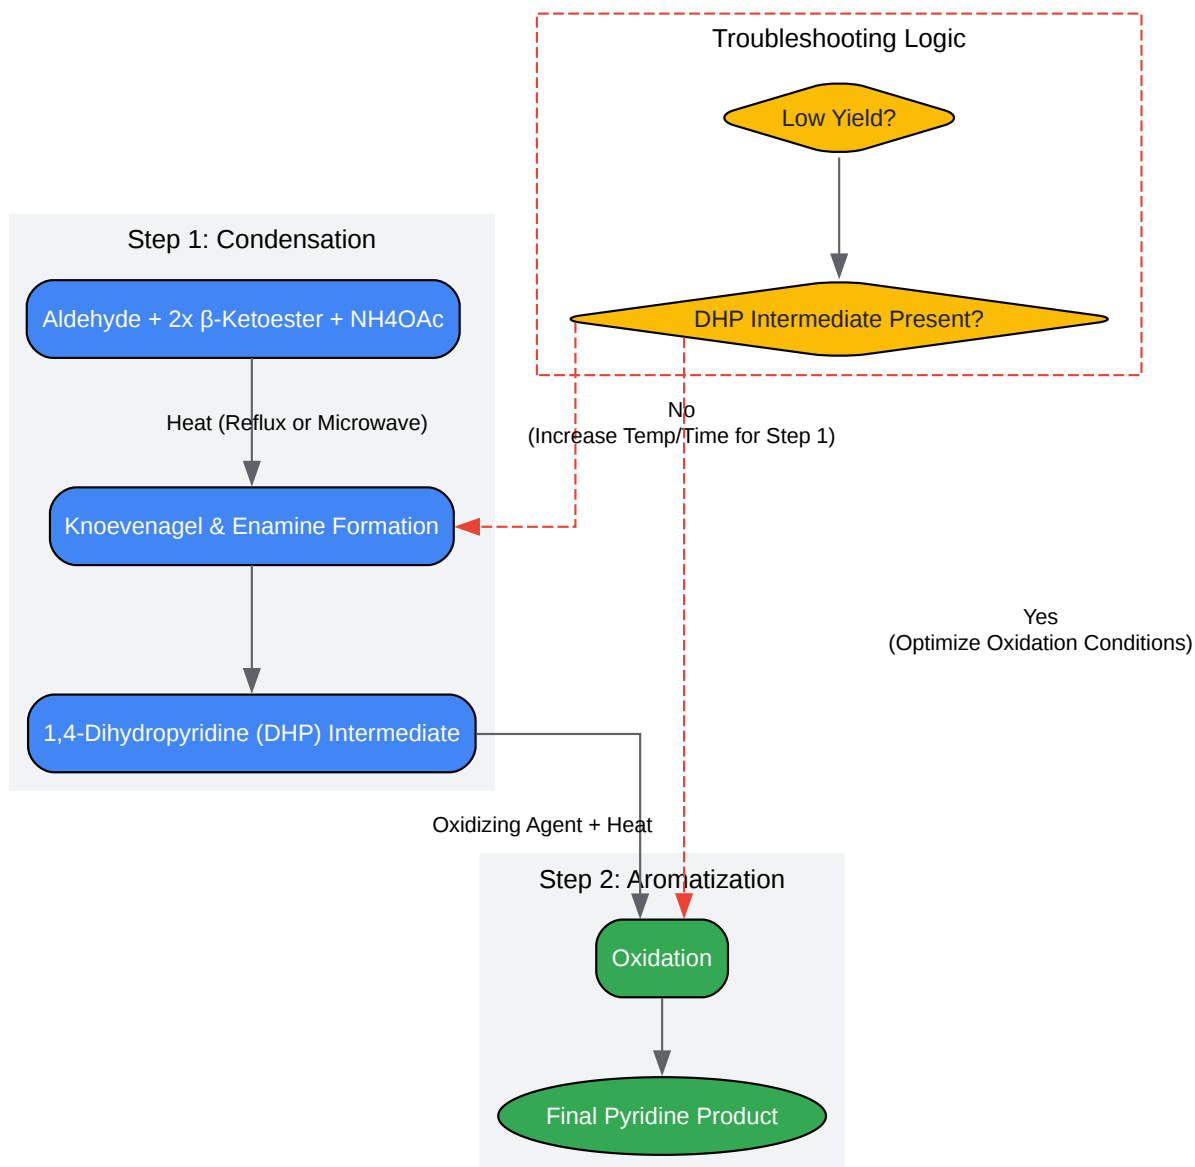 Troubleshooting Logic
Low Yield?
DHP Intermediate Present?
Step 1: Condensation
Aldehyde + 2x β-Ketoester + NH4OAc
Heat (Reflux or Microwave)
No
(Increase Temp/Time for Step 1)
Knoevenagel & Enamine Formation
Yes
(Optimize Oxidation Conditions)
1,4-Dihydropyridine (DHP) Intermediate
Oxidizing Agent + Heat
Step 2: Aromatization
Oxidation
Final Pyridine Product